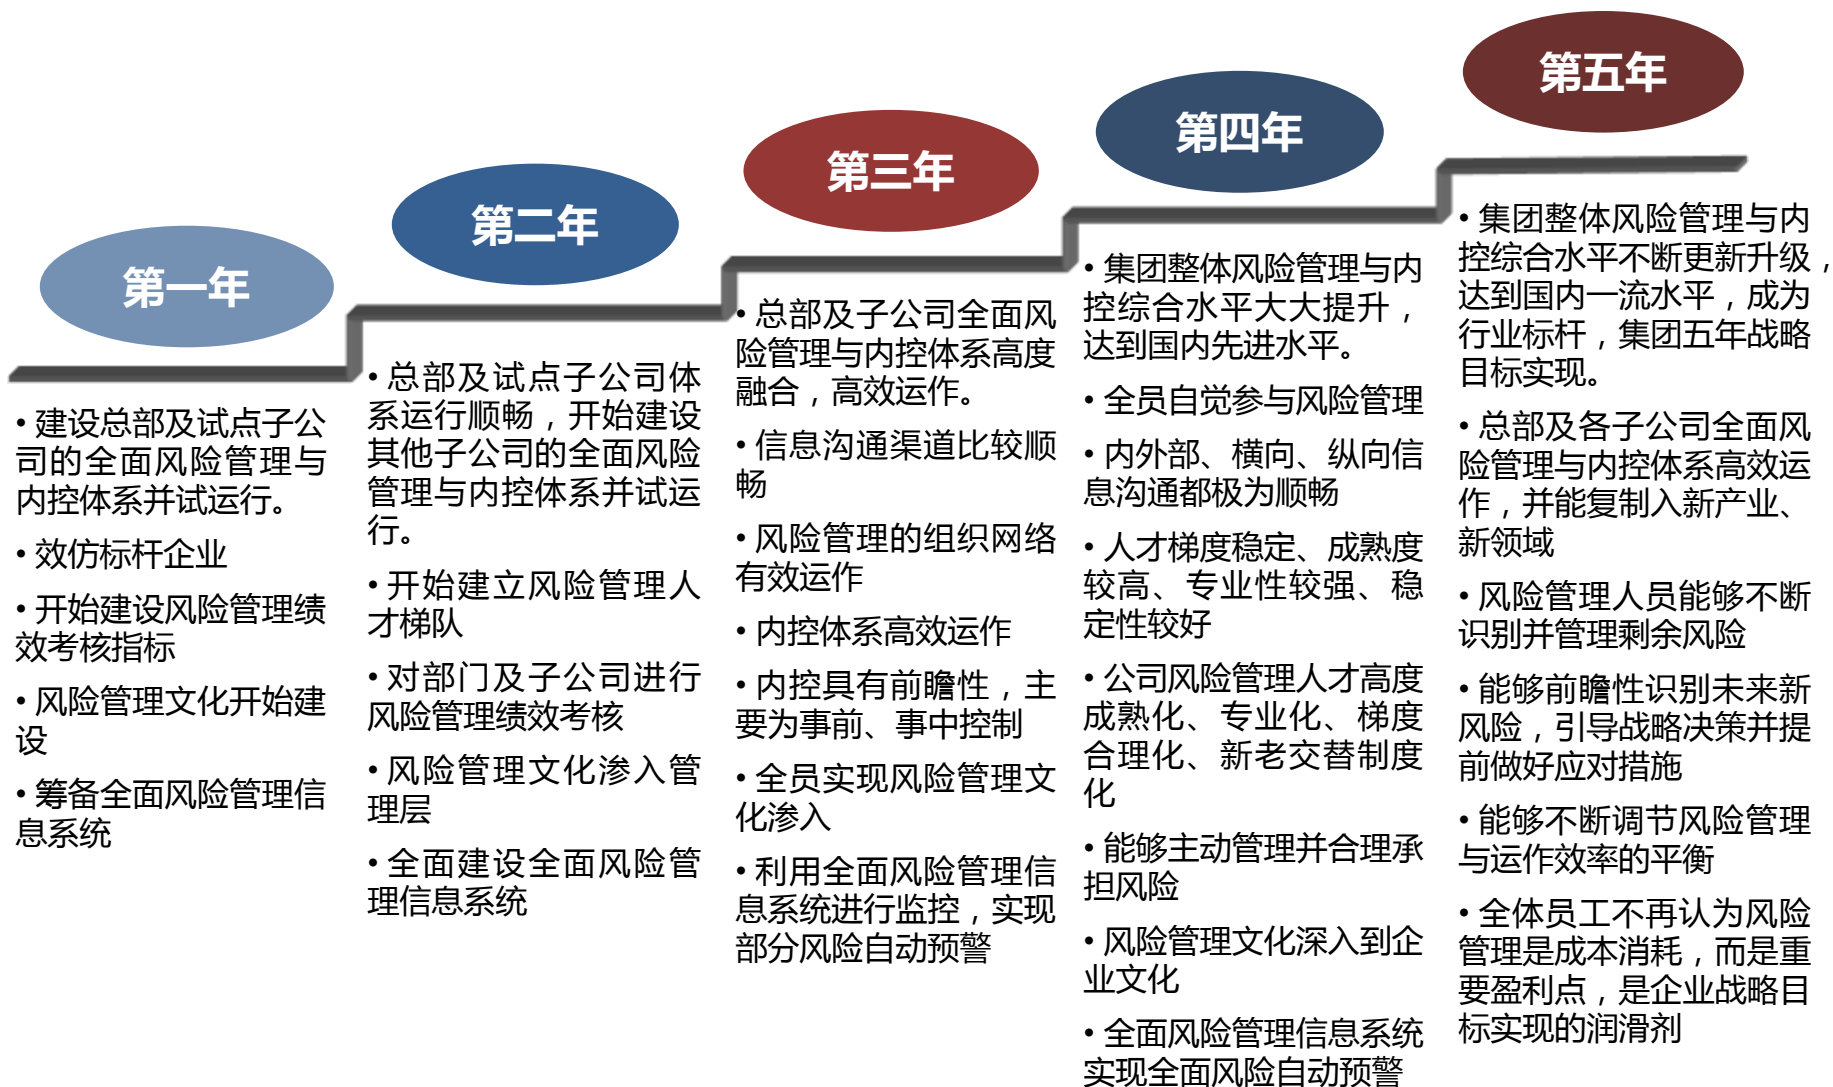 第一年
• 建设总部及试点子公
司的全面风险管理与
内控体系并试运行。
• 效仿标杆企业
• 开始建设风险管理绩
效考核指标
• 风险管理文化开始建
设
• 筹备全面风险管理信
息系统
第二年
• 总部及试点子公司体
系运行顺畅，开始建设
其他子公司的全面风险
管理与内控体系并试运
行。
• 开始建立风险管理人
才梯队
• 对部门及子公司进行
风险管理绩效考核
• 风险管理文化渗入管
理层
• 全面建设全面风险管
理信息系统
第三年
• 总部及子公司全面风
险管理与内控体系高度
融合，高效运作。
• 信息沟通渠道比较顺
畅
• 风险管理的组织网络
有效运作
• 内控体系高效运作
• 内控具有前瞻性，主
要为事前、事中控制
• 全员实现风险管理文
化渗入
• 利用全面风险管理信
息系统进行监控，实现
部分风险自动预警
第四年
• 集团整体风险管理与内
控综合水平大大提升，
达到国内先进水平。
• 全员自觉参与风险管理
• 内外部、横向、纵向信
息沟通都极为顺畅
• 人才梯度稳定、成熟度
较高、专业性较强、稳
定性较好
• 公司风险管理人才高度
成熟化、专业化、梯度
合理化、新老交替制度
化
• 能够主动管理并合理承
担风险
• 风险管理文化深入到企
业文化
• 全面风险管理信息系统
实现全面风险自动预警
第五年
• 集团整体风险管理与内
控综合水平不断更新升级，
达到国内一流水平，成为
行业标杆，集团五年战略
目标实现。
• 总部及各子公司全面风
险管理与内控体系高效运
作，并能复制入新产业、
新领域
• 风险管理人员能够不断
识别并管理剩余风险
• 能够前瞻性识别未来新
风险，引导战略决策并提
前做好应对措施
• 能够不断调节风险管理
与运作效率的平衡
• 全体员工不再认为风险
管理是成本消耗，而是重
要盈利点，是企业战略目
标实现的润滑剂